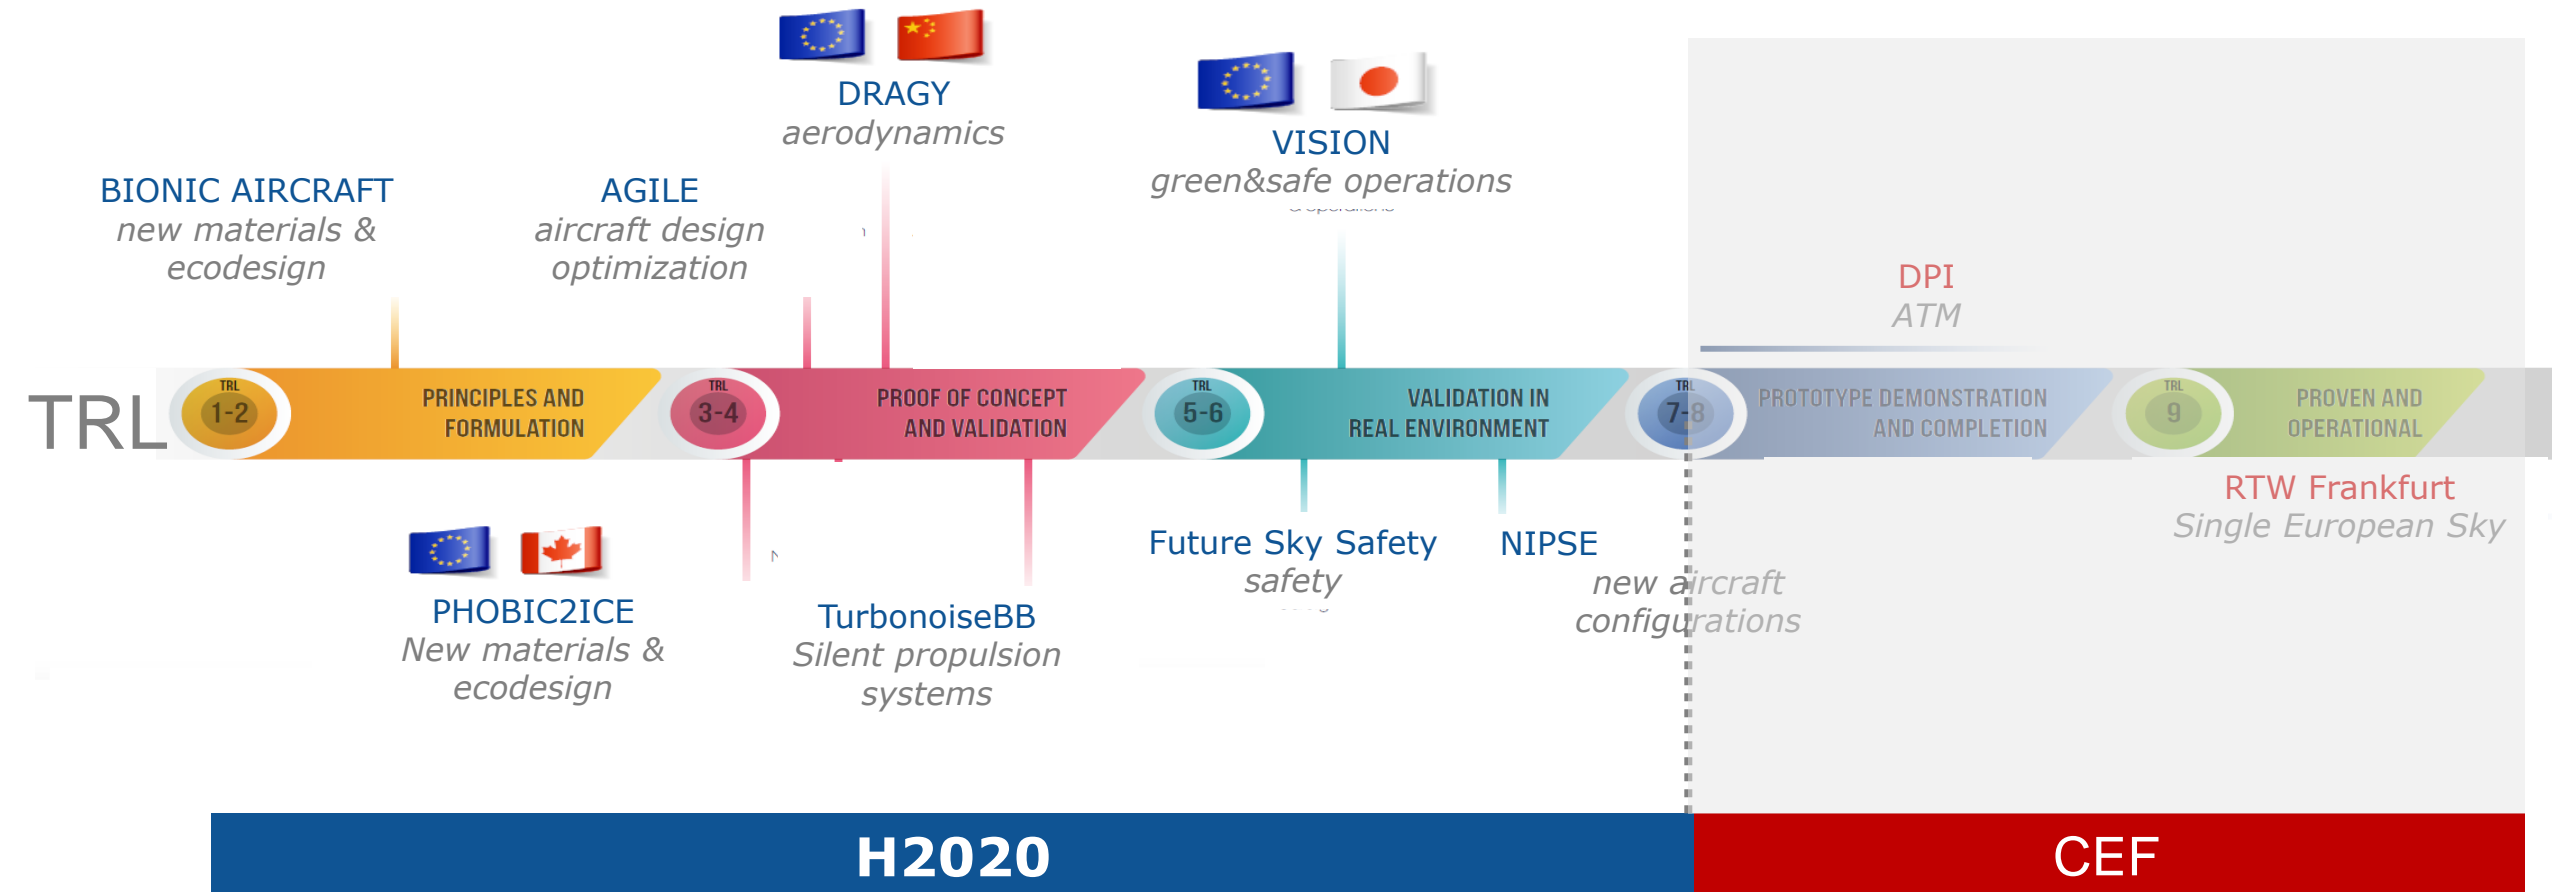 DRAGY
aerodynamics
VISION
green&safe operations
BIONIC AIRCRAFT
new materials &
ecodesign
AGILE
aircraft design
optimization
DPI
ATM
TRL
TRL
1-2
PRINCIPLES AND
FORMULATION
TRL
3-4
PROOF OF CONCEPT
AND VALIDATION
TRL
5-6
VALIDATION IN
REAL ENVIRONMENT
TRL
7-8
PROTOTYPE DEMONSTRATION
AND COMPLETION
TRL
9
PROVEN AND
OPERATIONAL
RTW Frankfurt
Single European Sky
PHOBIC2ICE
New materials &
ecodesign
TurbonoiseBB
Silent propulsion
systems
Future Sky Safety
safety
NIPSE
new aircraft
configurations
H2020
CEF